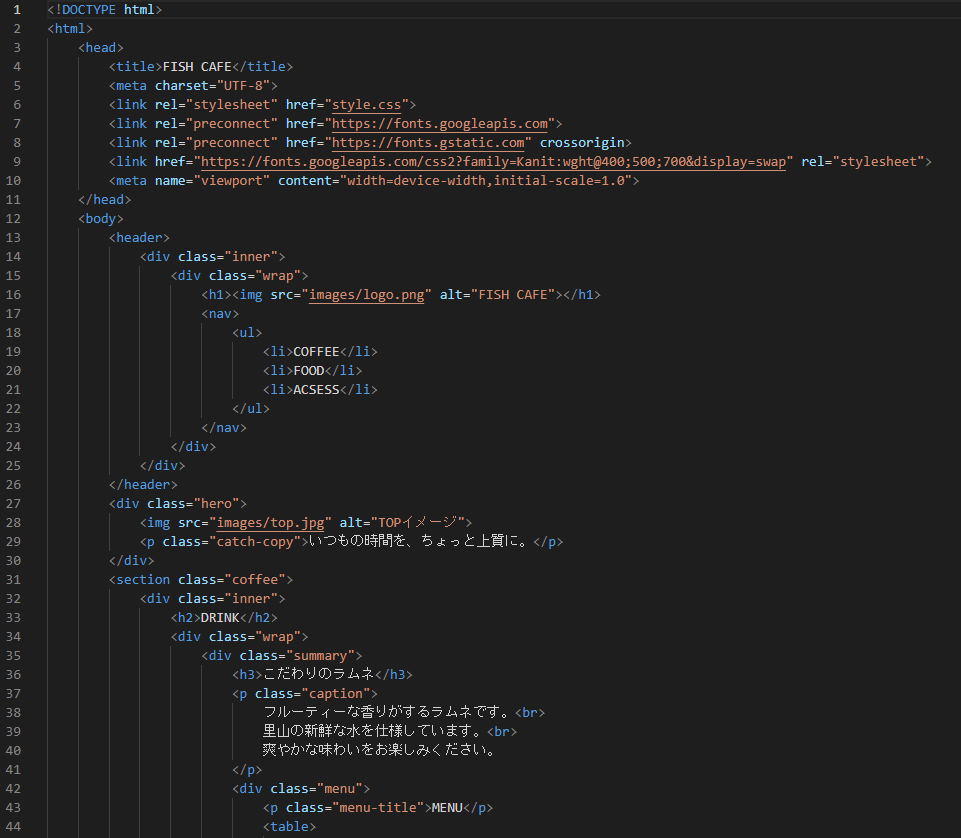 1 <!DOCTYPE html>
2 <html>
3 <head>
4 <title>FISH CAFE</title>
5 <meta charset="UTF-8">
6 <link rel="stylesheet" href="style.css">
7 <link rel="preconnect" href="https://fonts.googleapis.com">
8 <link rel="preconnect" href="https://fonts.gstatic.com" crossorigin>
9 <link href="https://fonts.googleapis.com/css2?family=Kanit:wght@400;500;700&display=swap" rel="stylesheet">
10 <meta name="viewport" content="width=device-width,initial-scale=1.0">
11 </head>
12 <body>
13 <header>
14 <div class="inner">
15 <div class="wrap">
16 <h1><img src="images/logo.png" alt="FISH CAFE"></h1>
17 <nav>
18 <ul>
19 <li>COFFEE</li>
20 <li>FOOD</li>
21 <li>ACSESS</li>
22 </ul>
23 </nav>
24 </div>
25 </div>
26 </header>
27 <div class="hero">
28 <img src="images/top.jpg" alt="TOPイメージ">
29 <p class="catch-copy">いつもの時間を、ちょっと上質に。</p>
30 </div>
31 <section class="coffee">
32 <div class="inner">
33 <h2>DRINK</h2>
34 <div class="wrap">
35 <div class="summary">
36 <h3>こだわりのラムネ</h3>
37 <p class="caption">
38 フルーティーな香りがするラムネです。<br>
39 里山の新鮮な水を仕様しています。<br>
40 爽やかな味わいをお楽しみください。
41 </p>
42 <div class="menu">
43 <p class="menu-title">MENU</p>
44 <table>